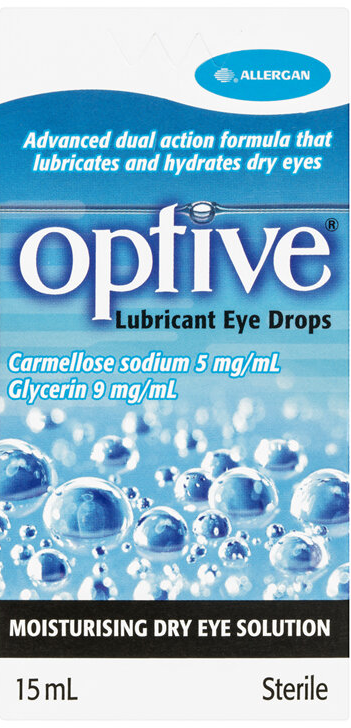 ALLERGAN
Advanced dual action formula that
lubricates and hydrates dry eyes
optive®
Lubricant Eye Drops
Carmellose sodium 5 mg/mL
Glycerin 9 mg/mL
MOISTURISING DRY EYE SOLUTION
15 mL Sterile